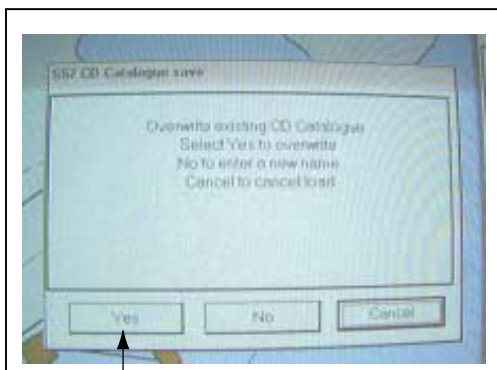 S57 CD Catalogue save
Overwrite existing CD Catalogue
Select Yes to overwrite
No to enter a new name
Cancel to cancel load
Yes
No
Cancel